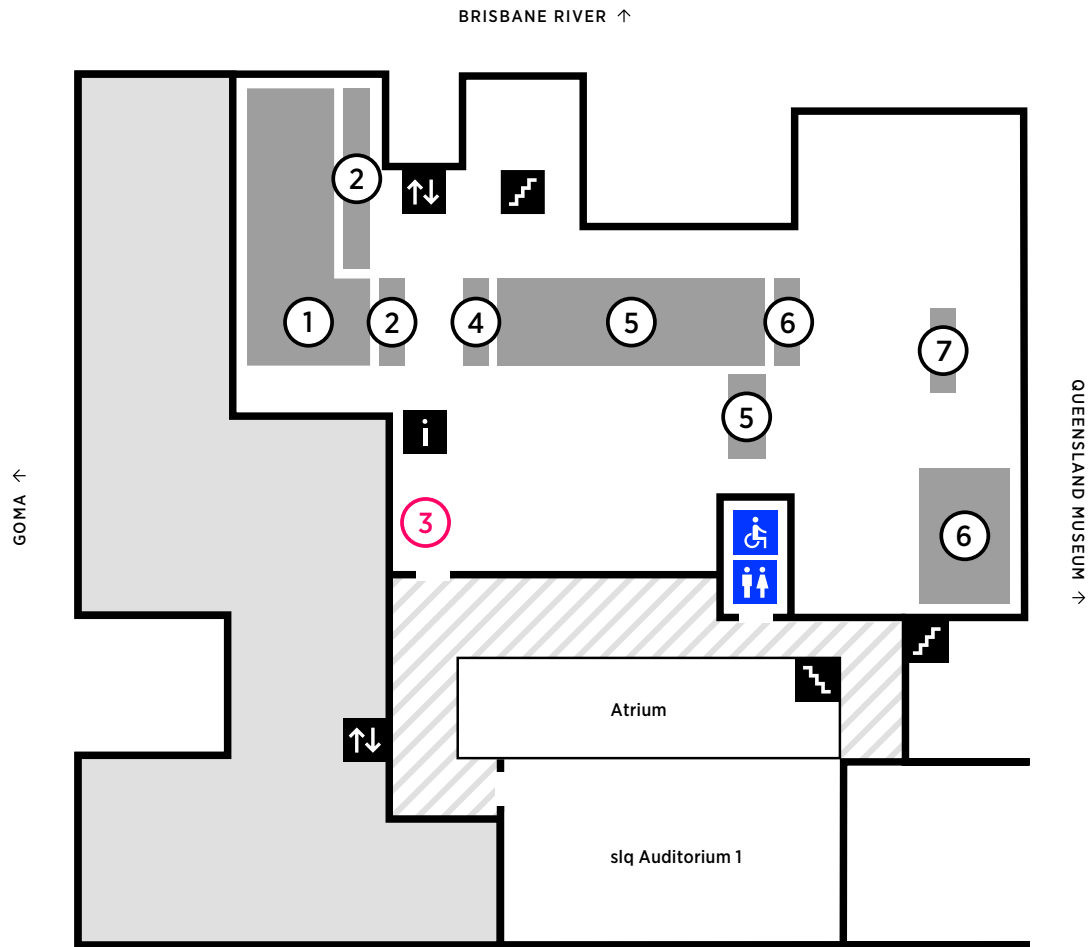 BRISBANE RIVER ↑
2
1
2
4
5
6
7
5
i
3
6
GOMA ↑
QUEENSLAND MUSEUM →
Atrium
slq Auditorium 1